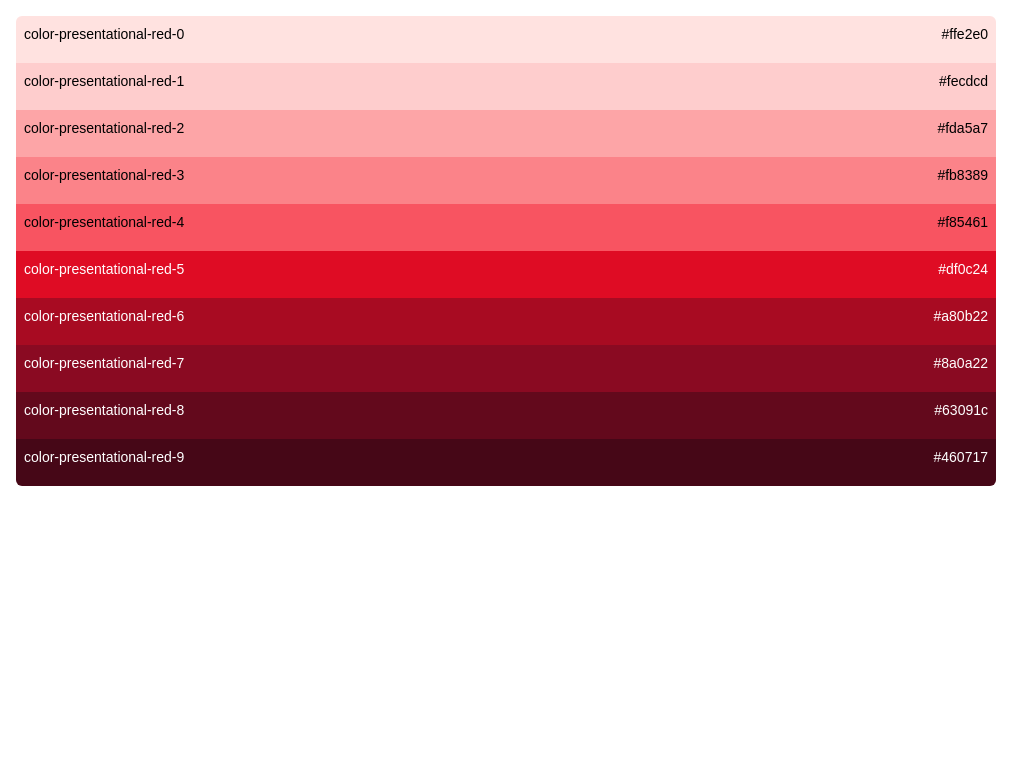 color-presentational-red-0 #ffe2e0
color-presentational-red-1 #fecdcd
color-presentational-red-2 #fda5a7
color-presentational-red-3 #fb8389
color-presentational-red-4 #f85461
color-presentational-red-5 #df0c24
color-presentational-red-6 #a80b22
color-presentational-red-7 #8a0a22
color-presentational-red-8 #63091c
color-presentational-red-9 #460717